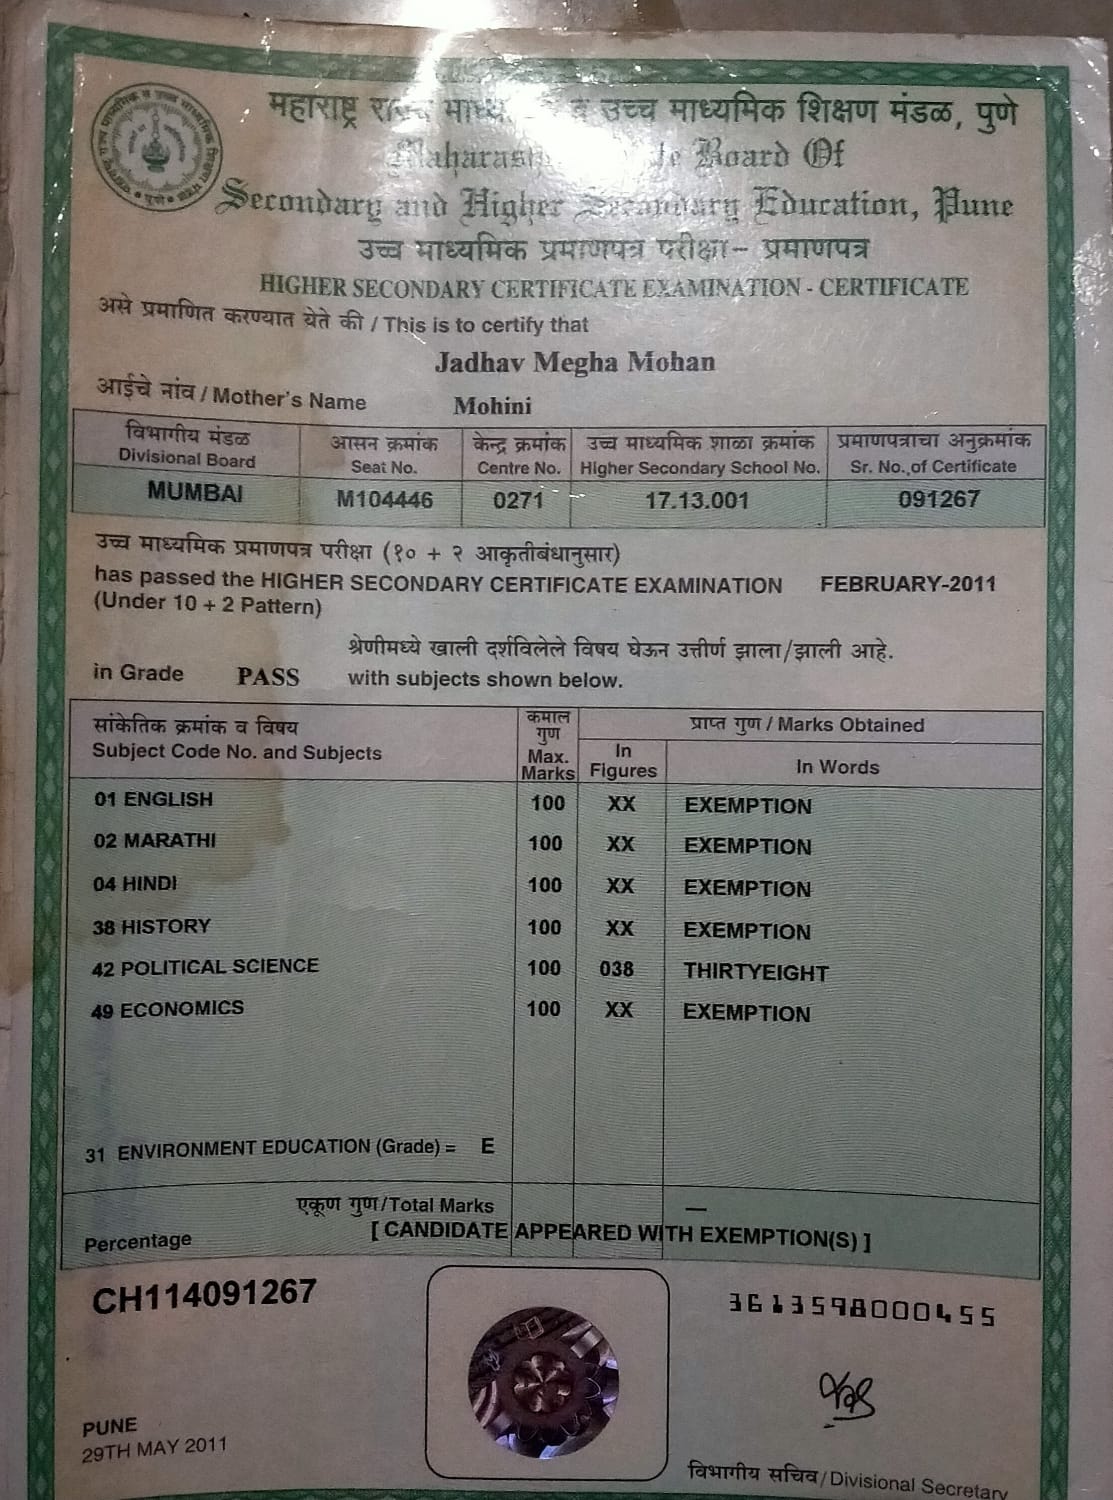 महाराष्ट्र राज्य माध्य. व उच्च माध्यमिक शिक्षण मंडळ, पुणे
Maharash te Board Of
Secondary and Higher Secondary Education, Pune
उच्च माध्यमिक प्रमाणपत्र परीक्षा – प्रमाणपत्र
HIGHER SECONDARY CERTIFICATE EXAMINATION - CERTIFICATE
असे प्रमाणित करण्यात येते की / This is to certify that
Jadhav Megha Mohan
आईचे नांव / Mother's Name Mohini
विभागीय मंडळ आसन क्रमांक केन्द्र क्रमांक उच्च माध्यमिक शाळा क्रमांक प्रमाणपत्राचा अनुक्रमांक
Divisional Board Seat No. Centre No. Higher Secondary School No. Sr. No. of Certificate
MUMBAI M104446 0271 17.13.001 091267
उच्च माध्यमिक प्रमाणपत्र परीक्षा (१० + २ आकृतीबंधानुसार)
has passed the HIGHER SECONDARY CERTIFICATE EXAMINATION FEBRUARY-2011
(Under 10 + 2 Pattern)
श्रेणीमध्ये खाली दर्शविलेले विषय घेऊन उत्तीर्ण झाला/झाली आहे.
in Grade PASS with subjects shown below.
सांकेतिक क्रमांक व विषय कमाल गुण प्राप्त गुण / Marks Obtained
Subject Code No. and Subjects Max. Marks In Figures In Words
01 ENGLISH 100 XX EXEMPTION
02 MARATHI 100 XX EXEMPTION
04 HINDI 100 XX EXEMPTION
38 HISTORY 100 XX EXEMPTION
42 POLITICAL SCIENCE 100 038 THIRTYEIGHT
49 ECONOMICS 100 XX EXEMPTION
31 ENVIRONMENT EDUCATION (Grade) = E
एकूण गुण/Total Marks —
Percentage [ CANDIDATE APPEARED WITH EXEMPTION(S) ]
CH114091267
3613598000455
PUNE
29TH MAY 2011
विभागीय सचिव/Divisional Secretary